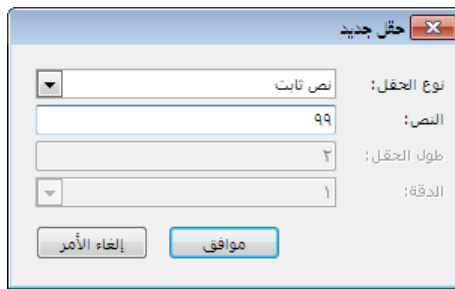 حقل جديد
نوع الحقل: نص ثابت
النص: ٩٩
طول الحقل: ٢
الدقة: ١
موافق إلغاء الأمر